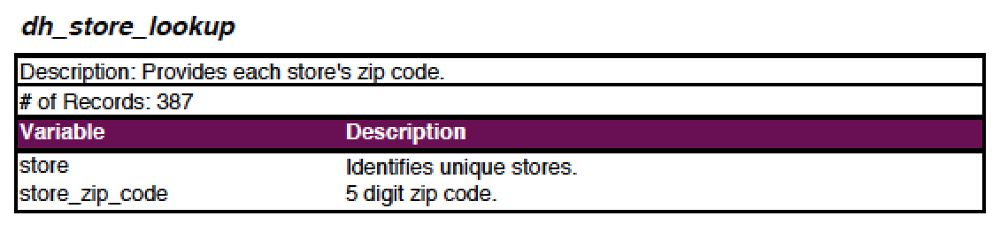 dh_store_lookup
Description: Provides each store's zip code.
# of Records: 387
Variable Description
store Identifies unique stores.
store_zip_code 5 digit zip code.